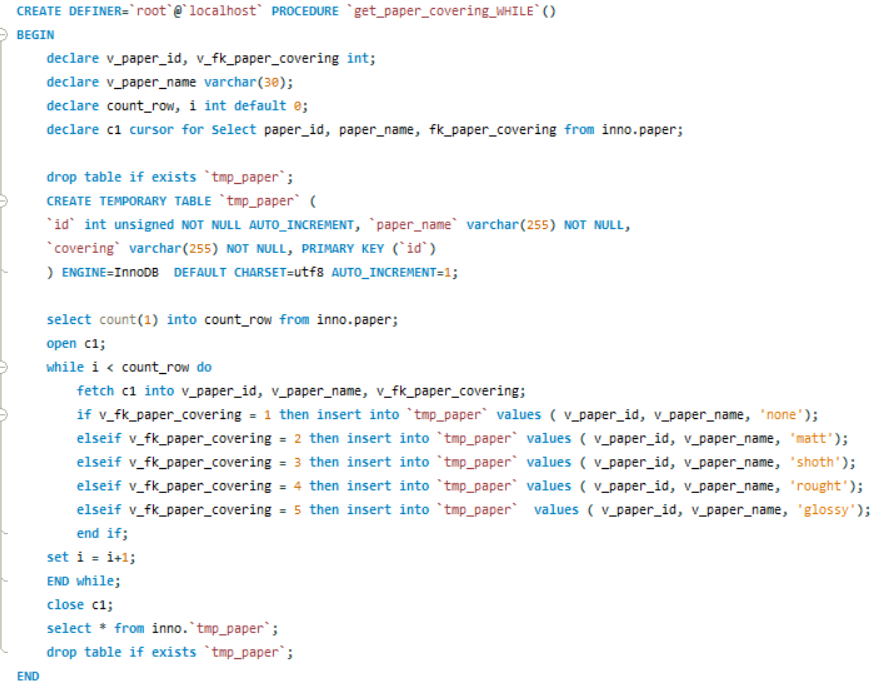 CREATE DEFINER=`root`@`localhost` PROCEDURE `get_paper_covering_WHILE`()
BEGIN
    declare v_paper_id, v_fk_paper_covering int;
    declare v_paper_name varchar(30);
    declare count_row, i int default 0;
    declare c1 cursor for Select paper_id, paper_name, fk_paper_covering from inno.paper;

    drop table if exists `tmp_paper`;
    CREATE TEMPORARY TABLE `tmp_paper` (
    `id` int unsigned NOT NULL AUTO_INCREMENT, `paper_name` varchar(255) NOT NULL,
    `covering` varchar(255) NOT NULL, PRIMARY KEY (`id`)
    ) ENGINE=InnoDB  DEFAULT CHARSET=utf8 AUTO_INCREMENT=1;

    select count(1) into count_row from inno.paper;
    open c1;
    while i < count_row do
        fetch c1 into v_paper_id, v_paper_name, v_fk_paper_covering;
        if v_fk_paper_covering = 1 then insert into `tmp_paper` values ( v_paper_id, v_paper_name, 'none');
        elseif v_fk_paper_covering = 2 then insert into `tmp_paper` values ( v_paper_id, v_paper_name, 'matt');
        elseif v_fk_paper_covering = 3 then insert into `tmp_paper` values ( v_paper_id, v_paper_name, 'shoth');
        elseif v_fk_paper_covering = 4 then insert into `tmp_paper` values ( v_paper_id, v_paper_name, 'rought');
        elseif v_fk_paper_covering = 5 then insert into `tmp_paper`  values ( v_paper_id, v_paper_name, 'glossy');
        end if;
    set i = i+1;
    END while;
    close c1;
    select * from inno.`tmp_paper`;
    drop table if exists `tmp_paper`;
END